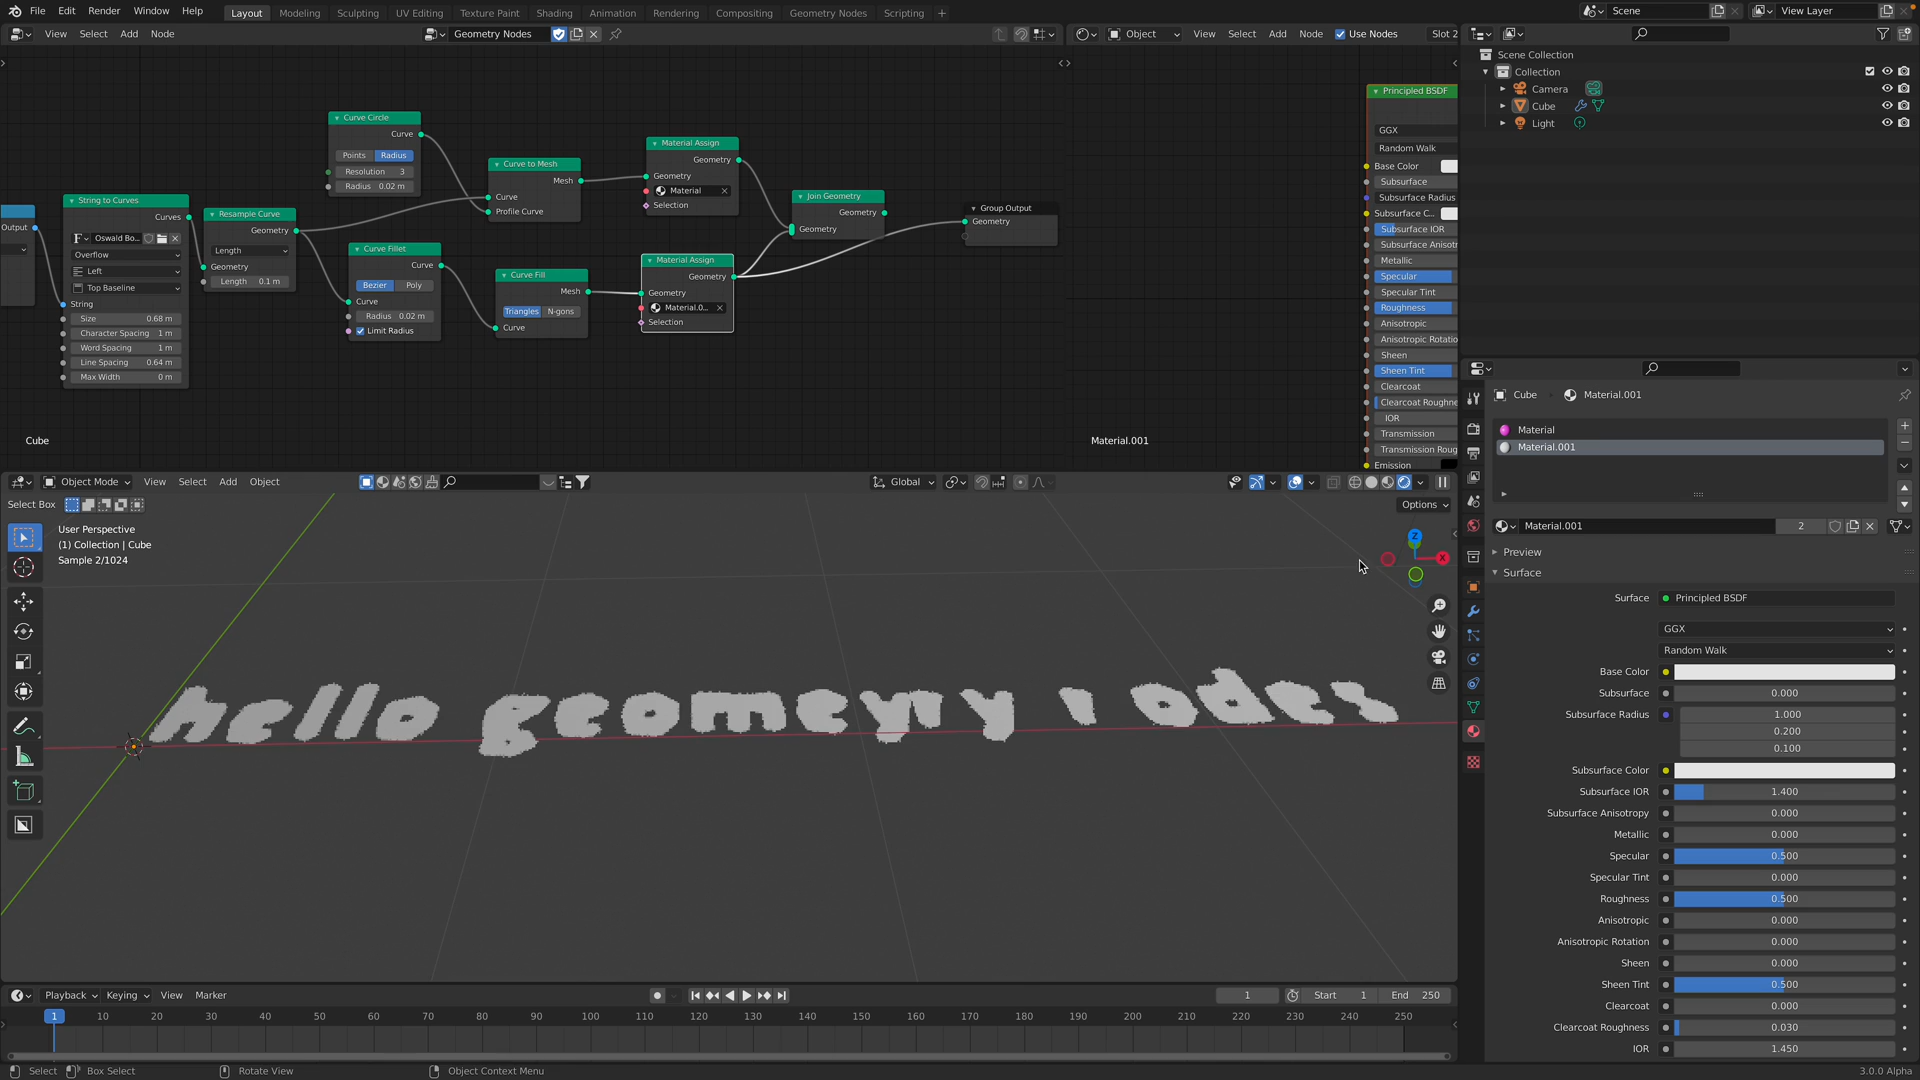 File Edit Render Window Help Layout Modeling Sculpting UV Editing Texture Paint Shading Animation Rendering Compositing Geometry Nodes Scripting + Scene View Layer
View Select Add Node Geometry Nodes Object View Select Add Node Use Nodes Slot 2
Scene Collection
Collection
Camera
Cube
Light
Output
String to Curves
Curves
Oswald Bo...
Overflow
Left
Top Baseline
String
Size 0.68 m
Character Spacing 1 m
Word Spacing 1 m
Line Spacing 0.64 m
Max Width 0 m
Resample Curve
Geometry
Length
Geometry
Length 0.1 m
Curve Circle
Curve
Points Radius
Resolution 3
Radius 0.02 m
Curve Fillet
Curve
Bezier Poly
Curve
Radius 0.02 m
Limit Radius
Curve to Mesh
Mesh
Curve
Profile Curve
Curve Fill
Mesh
Triangles N-gons
Curve
Material Assign
Geometry
Geometry
Material
Selection
Material Assign
Geometry
Geometry
Material.0...
Selection
Join Geometry
Geometry
Geometry
Group Output
Geometry
Cube
Principled BSDF
GGX
Random Walk
Base Color
Subsurface
Subsurface Radius
Subsurface C...
Subsurface IOR
Subsurface Anisotr
Metallic
Specular
Specular Tint
Roughness
Anisotropic
Anisotropic Rotatio
Sheen
Sheen Tint
Clearcoat
Clearcoat Roughne
IOR
Transmission
Transmission Roug
Emission
Material.001
Object Mode View Select Add Object Global
Select Box Options
User Perspective
(1) Collection | Cube
Sample 2/1024
Z
X
Playback Keying View Marker 1 Start 1 End 250
1 10 20 30 40 50 60 70 80 90 100 110 120 130 140 150 160 170 180 190 200 210 220 230 240 250
Cube Material.001
Material
Material.001
Material.001 2
Preview
Surface
Surface Principled BSDF
GGX
Random Walk
Base Color
Subsurface 0.000
Subsurface Radius 1.000
0.200
0.100
Subsurface Color
Subsurface IOR 1.400
Subsurface Anisotropy 0.000
Metallic 0.000
Specular 0.500
Specular Tint 0.000
Roughness 0.500
Anisotropic 0.000
Anisotropic Rotation 0.000
Sheen 0.000
Sheen Tint 0.500
Clearcoat 0.000
Clearcoat Roughness 0.030
IOR 1.450
Select Box Select Rotate View Object Context Menu 3.0.0 Alpha